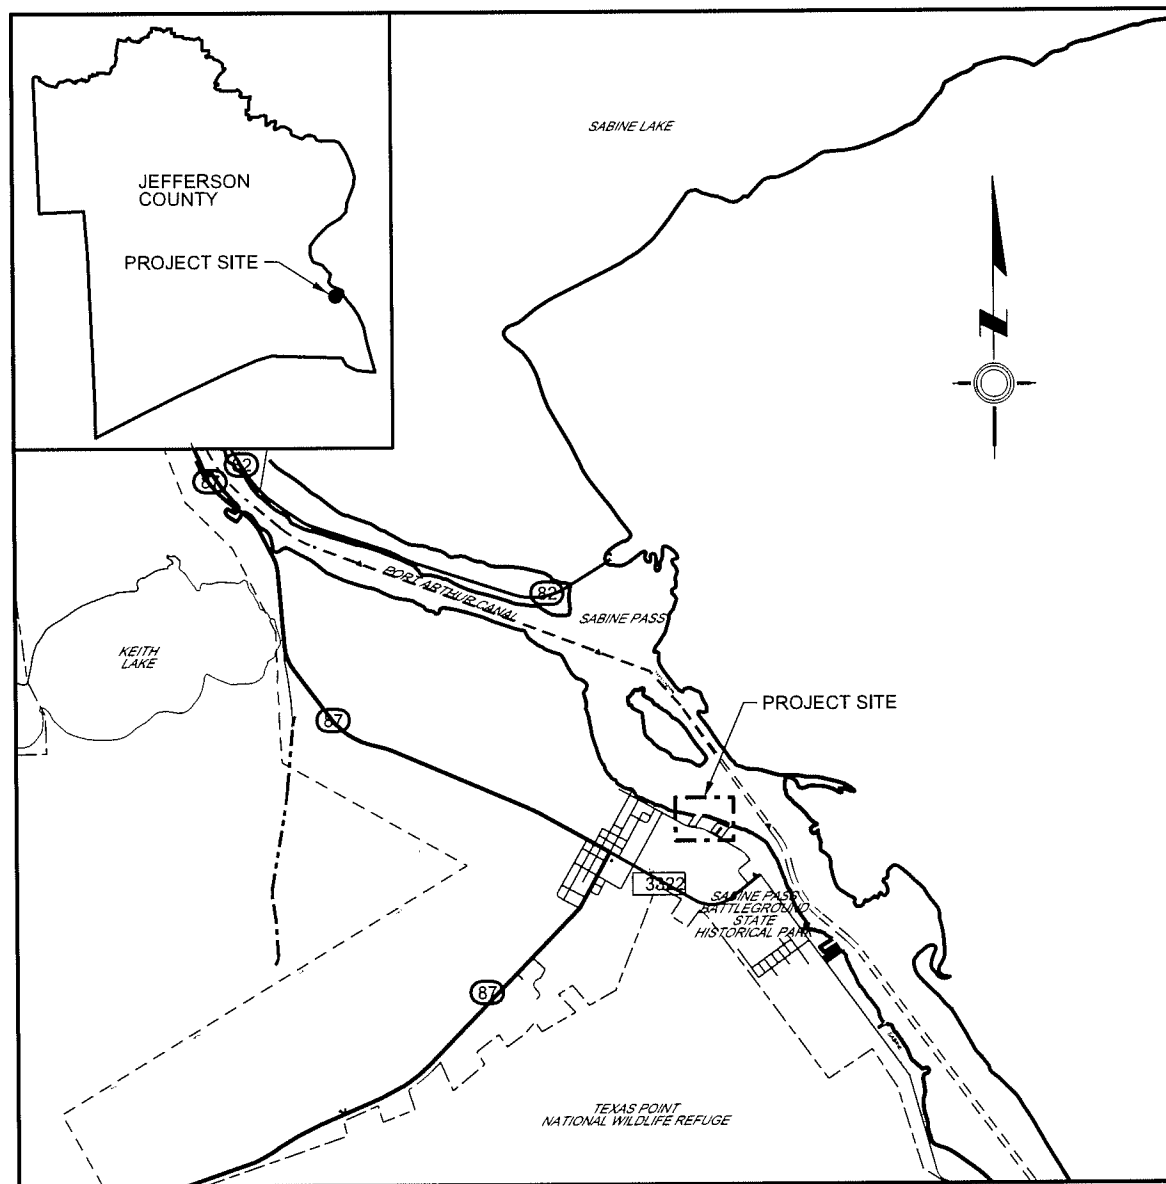 JEFFERSON
COUNTY
PROJECT SITE
SABINE LAKE
N
82
87
PORT ARTHUR CANAL
82
SABINE PASS
KEITH
LAKE
87
PROJECT SITE
3322
SABINE PASS
BATTLEGROUND
STATE
HISTORICAL PARK
87
TEXAS POINT
NATIONAL WILDLIFE REFUGE